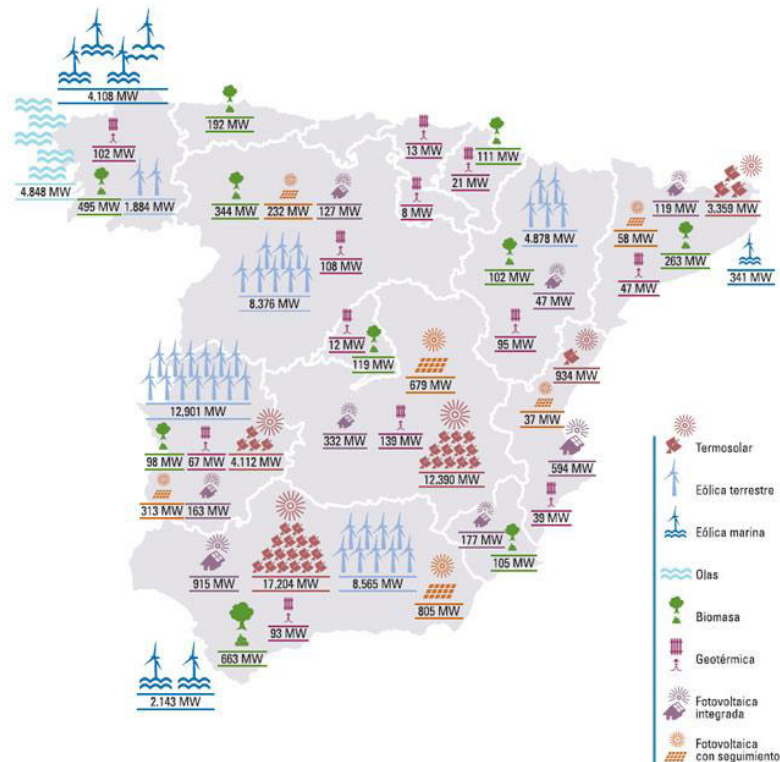 4.108 MW
192 MW
102 MW
13 MW
111 MW
21 MW
4.848 MW
495 MW
1.884 MW
344 MW
232 MW
127 MW
8 MW
4.878 MW
119 MW
3,359 MW
58 MW
263 MW
341 MW
108 MW
102 MW
47 MW
47 MW
8.376 MW
95 MW
12 MW
119 MW
679 MW
934 MW
37 MW
12,901 MW
332 MW
139 MW
98 MW
67 MW
4.112 MW
12,390 MW
594 MW
313 MW
163 MW
39 MW
177 MW
105 MW
915 MW
17,204 MW
8.565 MW
805 MW
93 MW
663 MW
2.143 MW
Termosolar
Eólica terrestre
Eólica marina
Olas
Biomasa
Geotérmica
Fotovoltaica
integrada
Fotovoltaica
con seguimiento